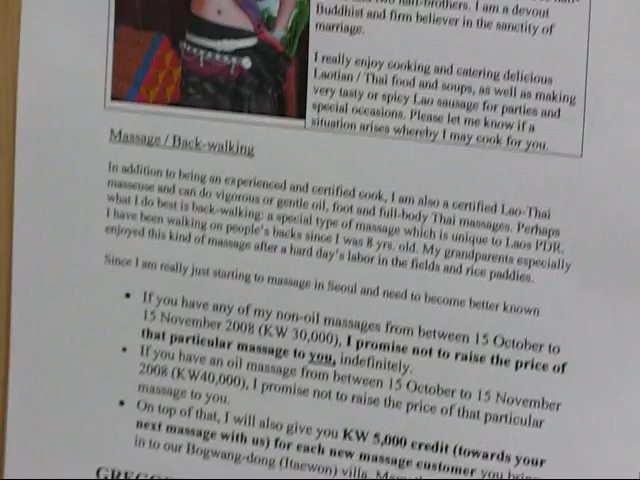 and two half-brothers. I am a devout
Buddhist and firm believer in the sanctity of
marriage.
I really enjoy cooking and catering delicious
Laotian / Thai food and soups, as well as making
very tasty or spicy Lao sausage for parties and
special occasions. Please let me know if a
situation arises whereby I may cook for you.
Massage / Back-walking
In addition to being an experienced and certified cook, I am also a certified Lao-Thai
masseuse and can do vigorous or gentle oil, foot and full-body Thai massages. Perhaps
what I do best is back-walking: a special type of massage which is unique to Laos PDR.
I have been walking on people's backs since I was 8 yrs. old. My grandparents especially
enjoyed this kind of massage after a hard day's labor in the fields and rice paddies.
Since I am really just starting to massage in Seoul and need to become better known
• If you have any of my non-oil massages from between 15 October to
15 November 2008 (KW 30,000), I promise not to raise the price of
that particular massage to you, indefinitely.
• If you have an oil massage from between 15 October to 15 November
2008 (KW40,000), I promise not to raise the price of that particular
massage to you.
• On top of that, I will also give you KW 5,000 credit (towards your
next massage with us) for each new massage customer you bring
in to our Bogwang-dong (Itaewon) villa.